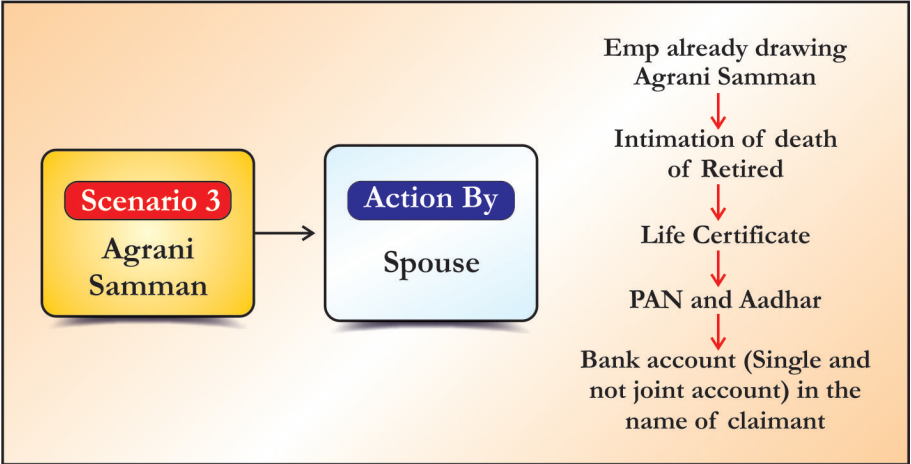 Scenario 3
Agrani
Samman
Action By
Spouse
Emp already drawing
Agrani Samman
Intimation of death
of Retired
Life Certificate
PAN and Aadhar
Bank account (Single and
not joint account) in the
name of claimant